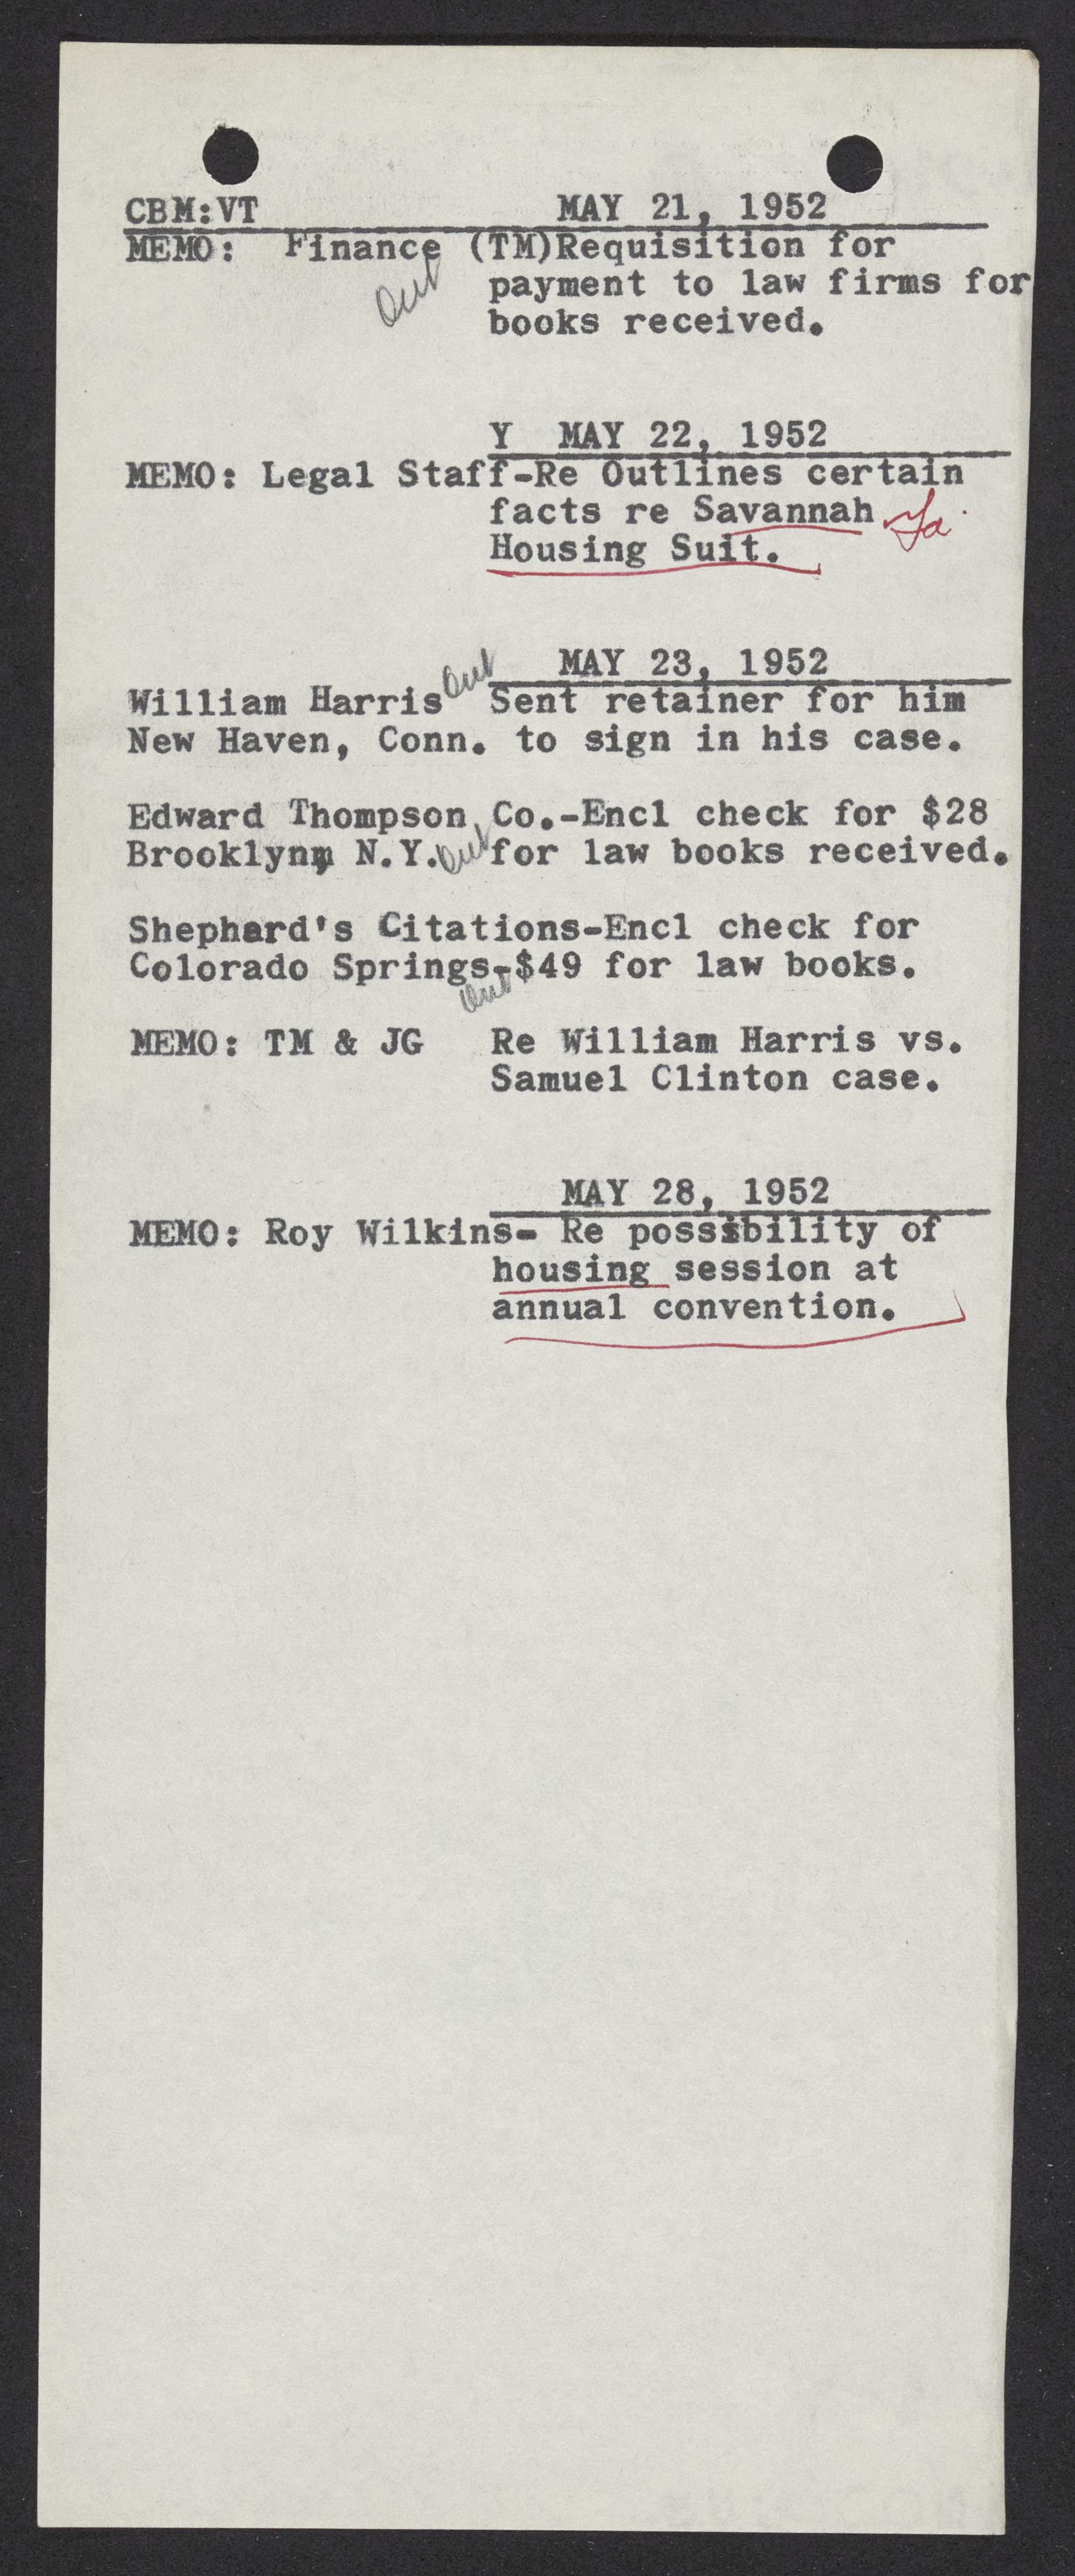 CBM:VT MAY 21, 1952
MEMO: Finance (TM)Requisition for
Out payment to law firms for
books received.
Y MAY 22, 1952
MEMO: Legal Staff-Re Outlines certain
facts re Savannah Ga.
Housing Suit.
Out MAY 23, 1952
William Harris Sent retainer for him
New Haven, Conn. to sign in his case.
Edward Thompson Co.-Encl check for $28
Brooklynm, N.Y. Out for law books received.
Shephard's Citations-Encl check for
Colorado Springs-$49 for law books.
Out
MEMO: TM & JG Re William Harris vs.
Samuel Clinton case.
MAY 28, 1952
MEMO: Roy Wilkins- Re possibility of
housing session at
annual convention.